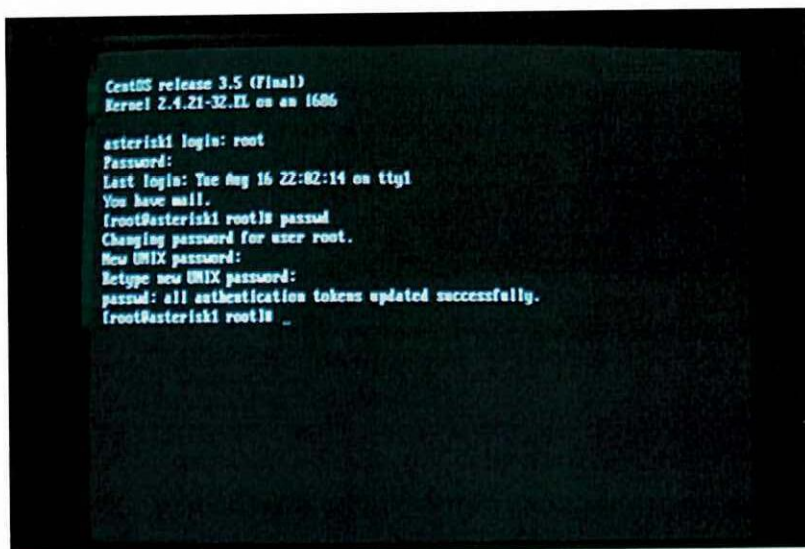 CentOS release 3.5 (Final)
Kernel 2.4.21-32.EL on an i686
asterisk1 login: root
Password:
Last login: Tue Aug 16 22:02:14 on tty1
You have mail.
[root@asterisk1 root]# passwd
Changing password for user root.
New UNIX password:
Retype new UNIX password:
passwd: all authentication tokens updated successfully.
[root@asterisk1 root]# _